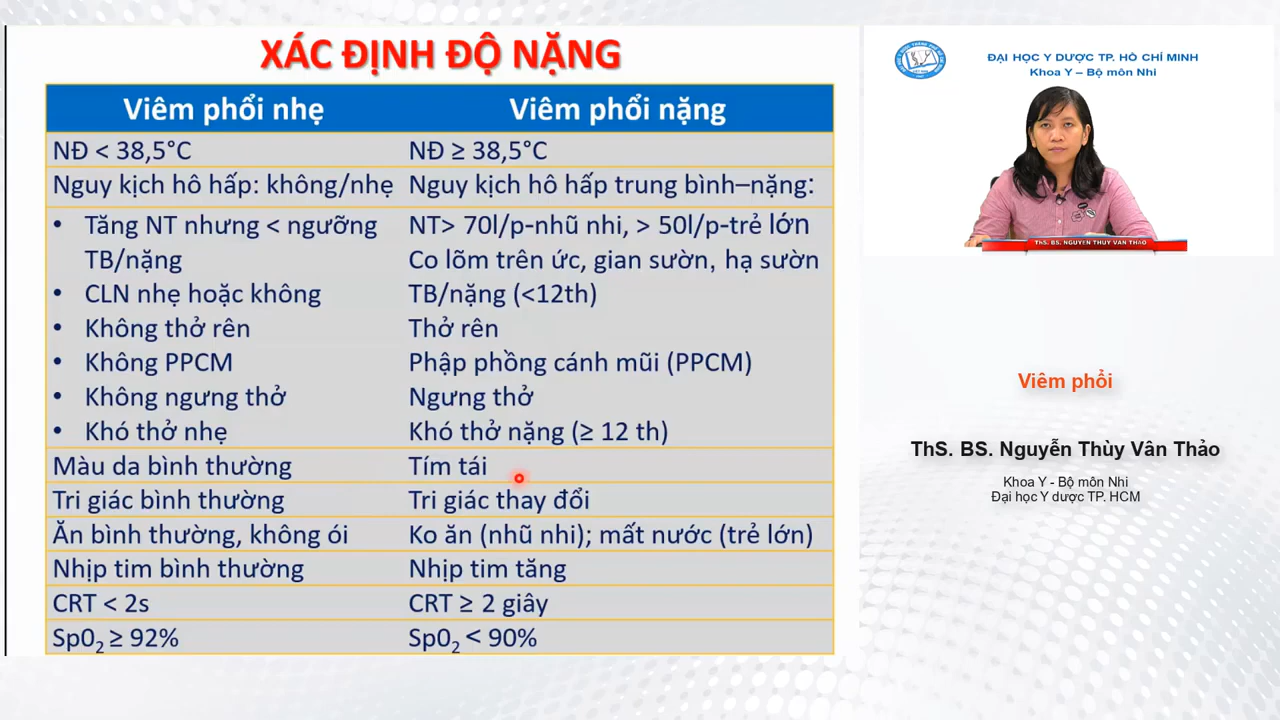 XÁC ĐỊNH ĐỘ NẶNG
Viêm phổi nhẹ Viêm phổi nặng
NĐ < 38,5°C NĐ ≥ 38,5°C
Nguy kịch hô hấp: không/nhẹ Nguy kịch hô hấp trung bình–nặng:
• Tăng NT nhưng < ngưỡng NT> 70l/p-nhũ nhi, > 50l/p-trẻ lớn
TB/nặng Co lõm trên ức, gian sườn, hạ sườn
• CLN nhẹ hoặc không TB/nặng (<12th)
• Không thở rên Thở rên
• Không PPCM Phập phồng cánh mũi (PPCM)
• Không ngưng thở Ngưng thở
• Khó thở nhẹ Khó thở nặng (≥ 12 th)
Màu da bình thường Tím tái
Tri giác bình thường Tri giác thay đổi
Ăn bình thường, không ói Ko ăn (nhũ nhi); mất nước (trẻ lớn)
Nhịp tim bình thường Nhịp tim tăng
CRT < 2s CRT ≥ 2 giây
Sp0₂ ≥ 92% Sp0₂ < 90%
ĐẠI HỌC Y DƯỢC TP. HỒ CHÍ MINH
Khoa Y – Bộ môn Nhi
ThS. BS. NGUYỄN THÙY VÂN THẢO
Viêm phổi
ThS. BS. Nguyễn Thùy Vân Thảo
Khoa Y - Bộ môn Nhi
Đại học Y dược TP. HCM